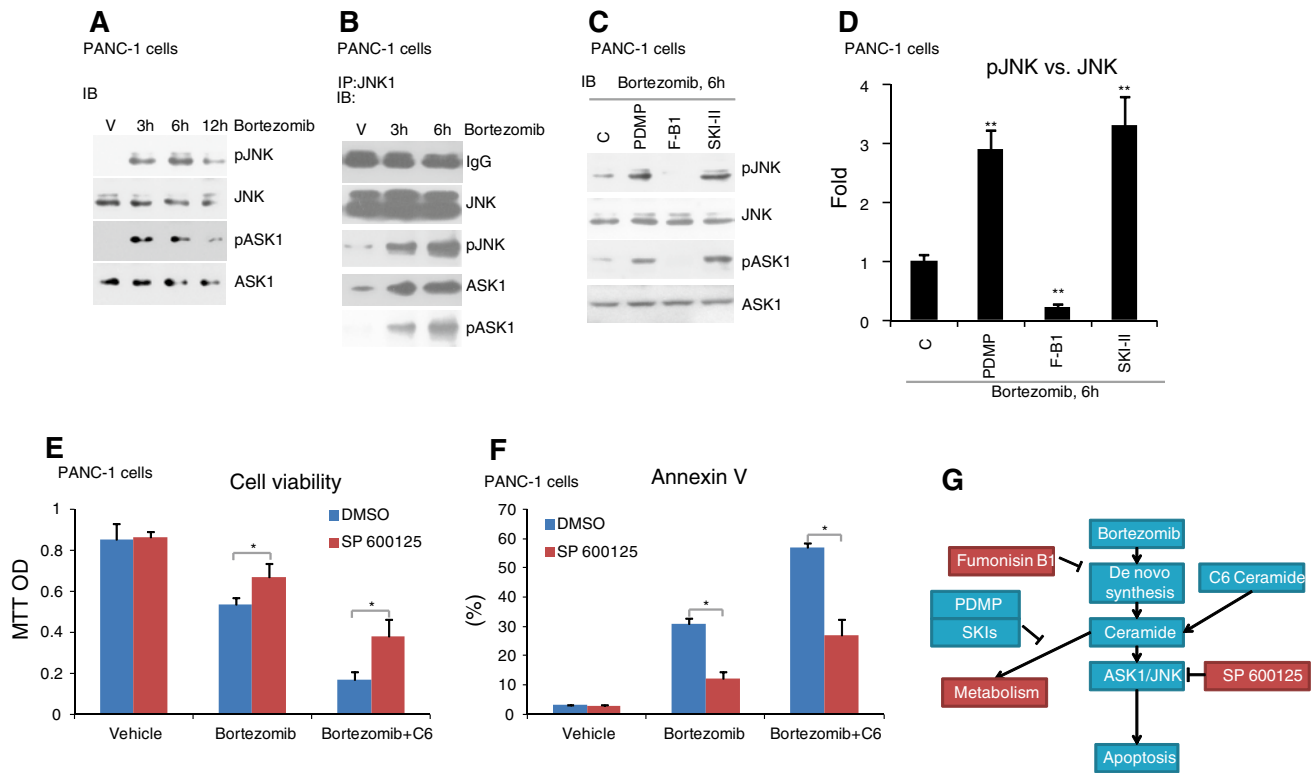 A
PANC-1 cells
IB
V 3h 6h 12h Bortezomib
pJNK
JNK
pASK1
ASK1
B
PANC-1 cells
IP:JNK1
IB:
V 3h 6h Bortezomib
IgG
JNK
pJNK
ASK1
pASK1
C
PANC-1 cells
IB Bortezomib, 6h
C PDMP F-B1 SKI-II
pJNK
JNK
pASK1
ASK1
D
PANC-1 cells
pJNK vs. JNK
Fold
4
3
2
1
0
** ** **
C PDMP F-B1 SKI-II
Bortezomib, 6h
E
PANC-1 cells
Cell viability
DMSO
SP 600125
MTT OD
1
0.8
0.6
0.4
0.2
0
* *
Vehicle Bortezomib Bortezomib+C6
F
PANC-1 cells
Annexin V
DMSO
SP 600125
(%)
70
60
50
40
30
20
10
0
* *
Vehicle Bortezomib Bortezomib+C6
G
Bortezomib
Fumonisin B1
De novo
synthesis
C6 Ceramide
PDMP
SKIs
Ceramide
Metabolism
ASK1/JNK
SP 600125
Apoptosis